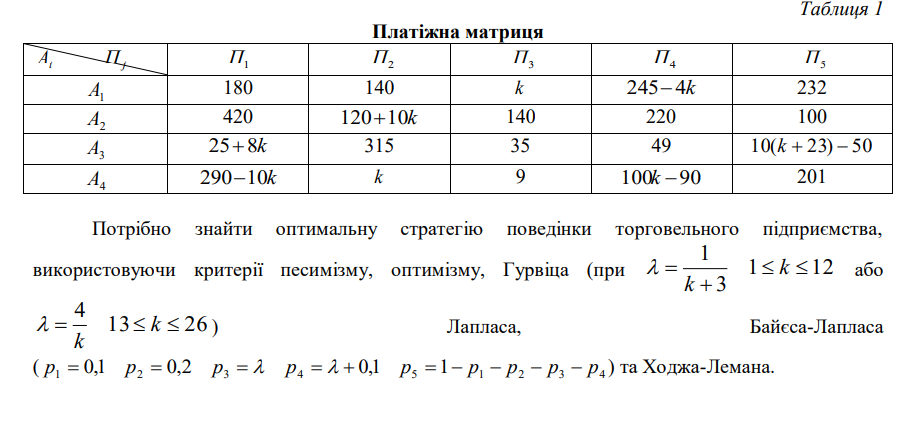 Таблиця 1
Платіжна матриця
Aᵢ Пⱼ П₁ П₂ П₃ П₄ П₅
A₁ 180 140 k 245−4k 232
A₂ 420 120+10k 140 220 100
A₃ 25+8k 315 35 49 10(k+23)−50
A₄ 290−10k k 9 100k−90 201
Потрібно знайти оптимальну стратегію поведінки торговельного підприємства,
використовуючи критерії песимізму, оптимізму, Гурвіца (при λ = 1/(k+3) 1≤k≤12 або
λ = 4/k 13≤k≤26) Лапласа, Байєса-Лапласа
(p₁ = 0,1 p₂ = 0,2 p₃ = λ p₄ = λ+0,1 p₅ = 1−p₁−p₂−p₃−p₄) та Ходжа-Лемана.